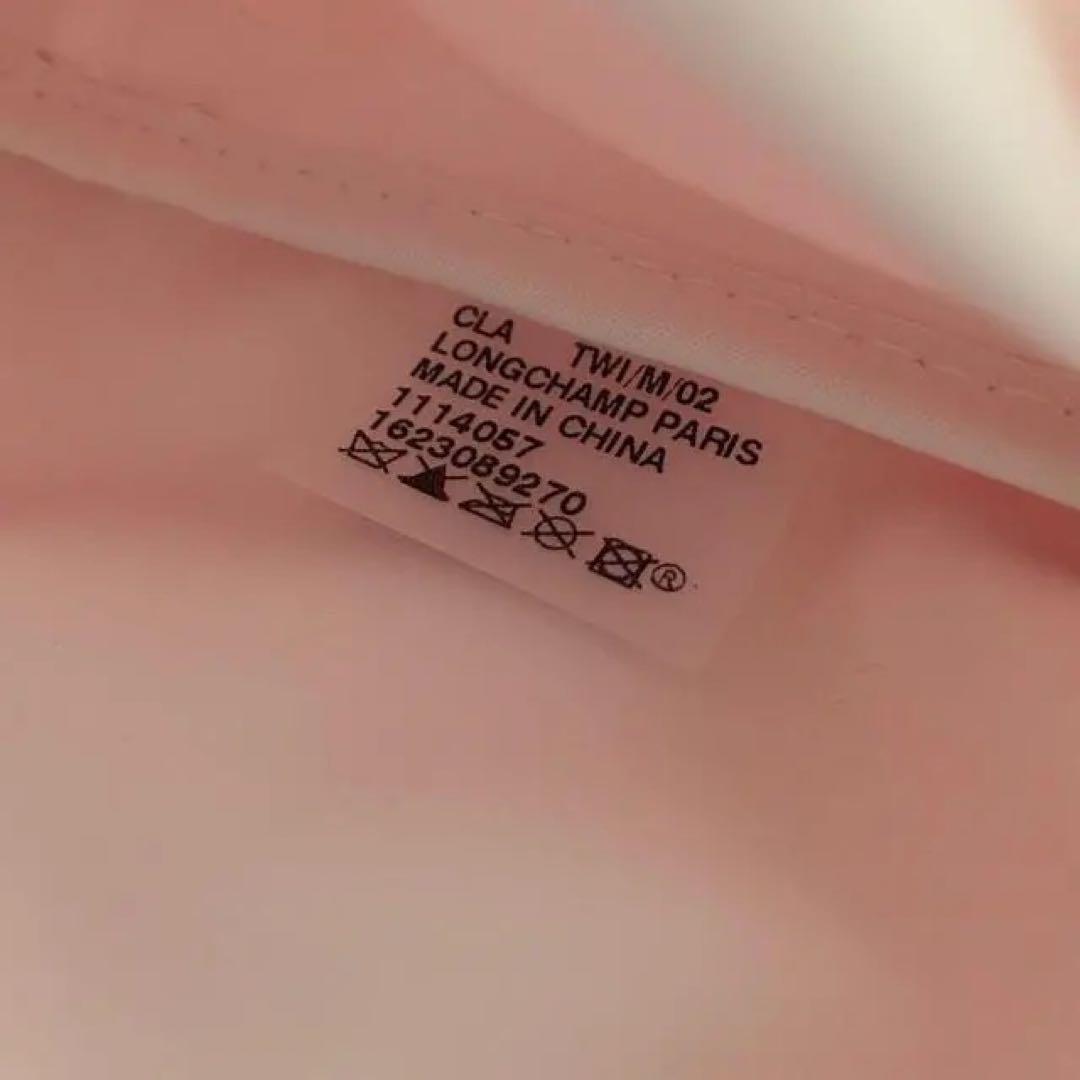 CLA TWI/M/02
LONGCHAMP PARIS
MADE IN CHINA
1114057
1623089270
®